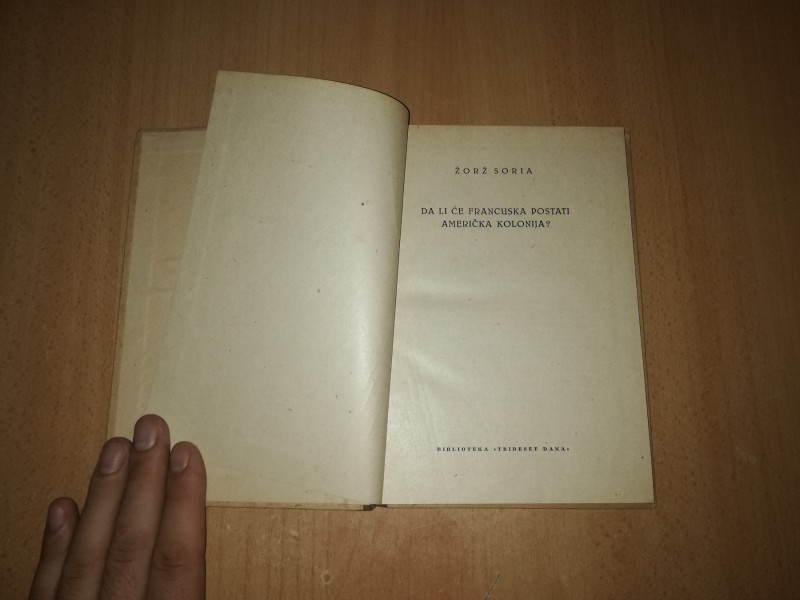 ŽORŽ SORIA
DA LI ĆE FRANCUSKA POSTATI
AMERIČKA KOLONIJA?
BIBLIOTEKA »TRIDESET DANA«